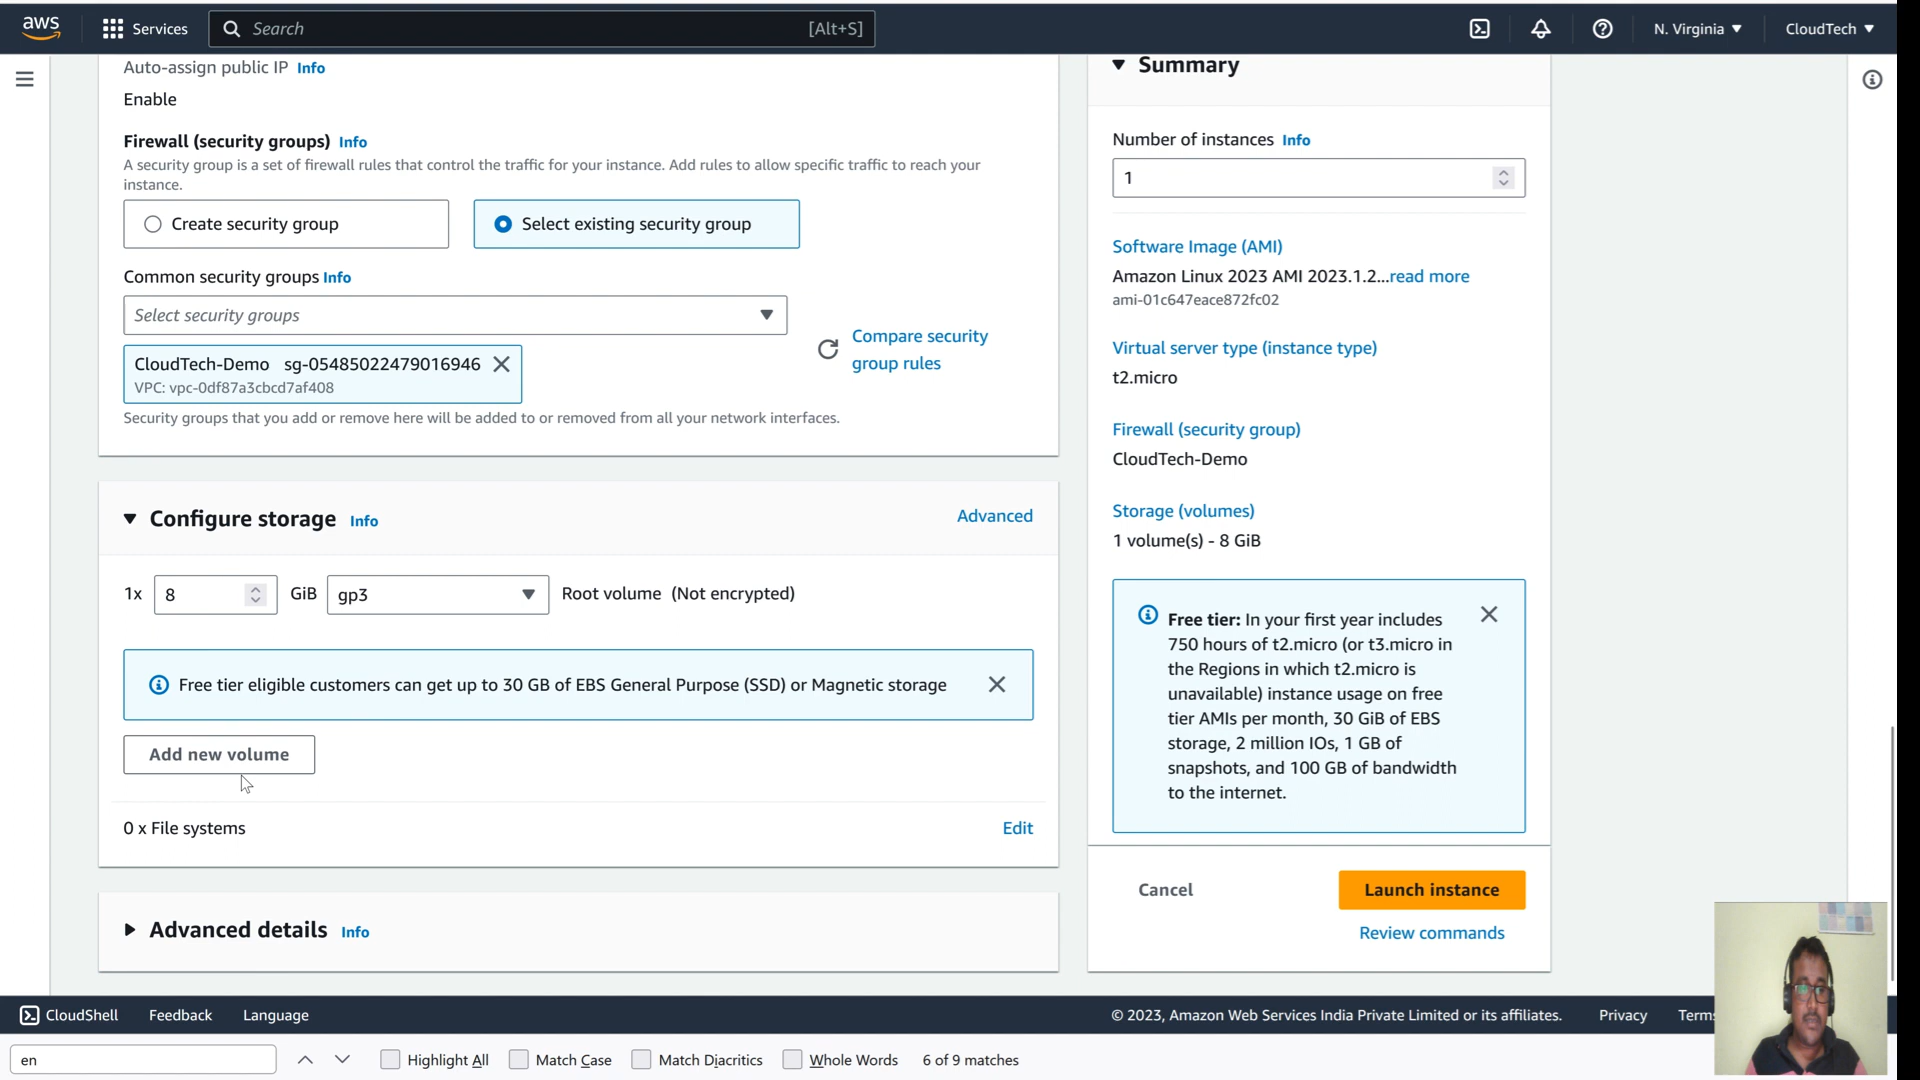 aws
Services
Search [Alt+S]
N. Virginia
CloudTech
Auto-assign public IP Info
Enable
Firewall (security groups) Info
A security group is a set of firewall rules that control the traffic for your instance. Add rules to allow specific traffic to reach your
instance.
Create security group
Select existing security group
Common security groups Info
Select security groups
Compare security
group rules
CloudTech-Demo sg-05485022479016946
VPC: vpc-0df87a3cbcd7af408
Security groups that you add or remove here will be added to or removed from all your network interfaces.
Configure storage Info
Advanced
1x 8 GiB gp3 Root volume (Not encrypted)
Free tier eligible customers can get up to 30 GB of EBS General Purpose (SSD) or Magnetic storage
Add new volume
0 x File systems
Edit
Advanced details Info
Summary
Number of instances Info
1
Software Image (AMI)
Amazon Linux 2023 AMI 2023.1.2...read more
ami-01c647eace872fc02
Virtual server type (instance type)
t2.micro
Firewall (security group)
CloudTech-Demo
Storage (volumes)
1 volume(s) - 8 GiB
Free tier: In your first year includes
750 hours of t2.micro (or t3.micro in
the Regions in which t2.micro is
unavailable) instance usage on free
tier AMIs per month, 30 GiB of EBS
storage, 2 million IOs, 1 GB of
snapshots, and 100 GB of bandwidth
to the internet.
Cancel
Launch instance
Review commands
CloudShell Feedback Language
© 2023, Amazon Web Services India Private Limited or its affiliates. Privacy Terms
en
Highlight All Match Case Match Diacritics Whole Words 6 of 9 matches